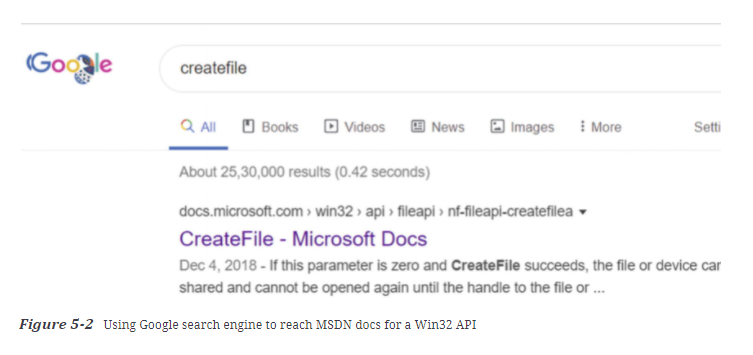 Google
createfile
All Books Videos News Images More Setti
About 25,30,000 results (0.42 seconds)
docs.microsoft.com › win32 › api › fileapi › nf-fileapi-createfilea
CreateFile - Microsoft Docs
Dec 4, 2018 - If this parameter is zero and CreateFile succeeds, the file or device car
shared and cannot be opened again until the handle to the file or ...
Figure 5-2 Using Google search engine to reach MSDN docs for a Win32 API